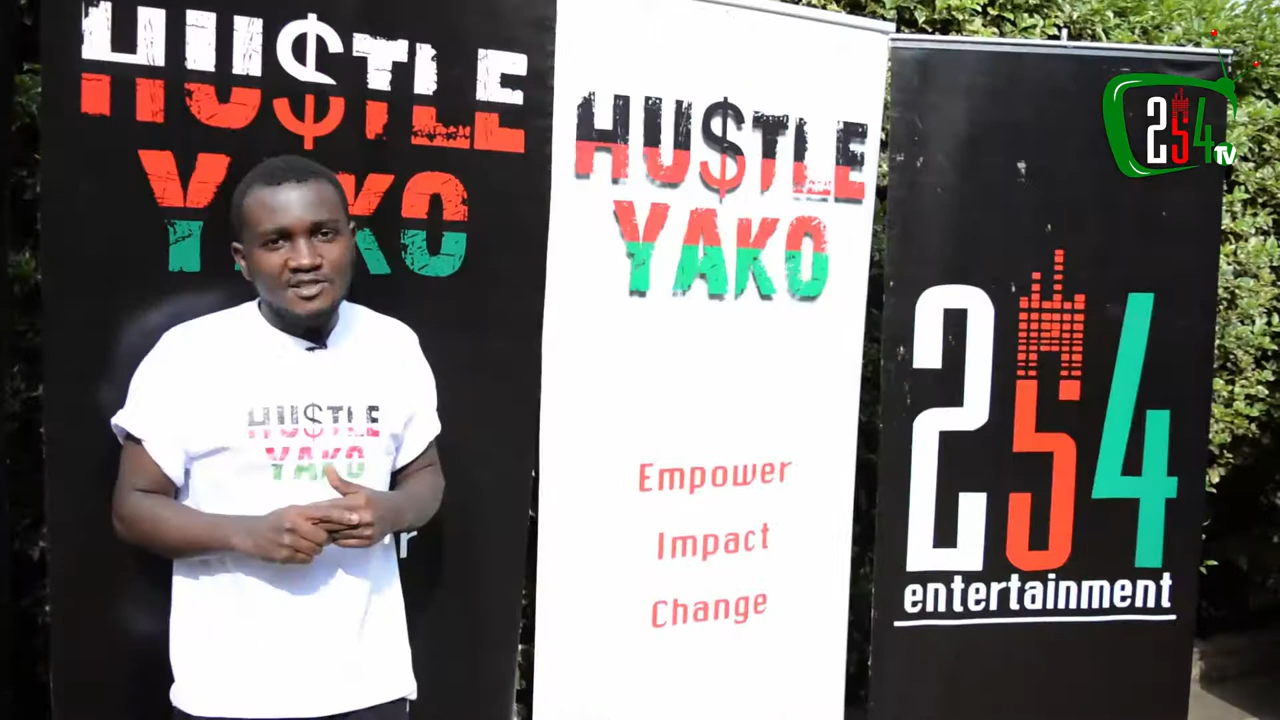 HU$TLE
YAKO
HU$TLE
YAKO
r
HU$TLE
YAKO
Empower
Impact
Change
254
entertainment
254
TV